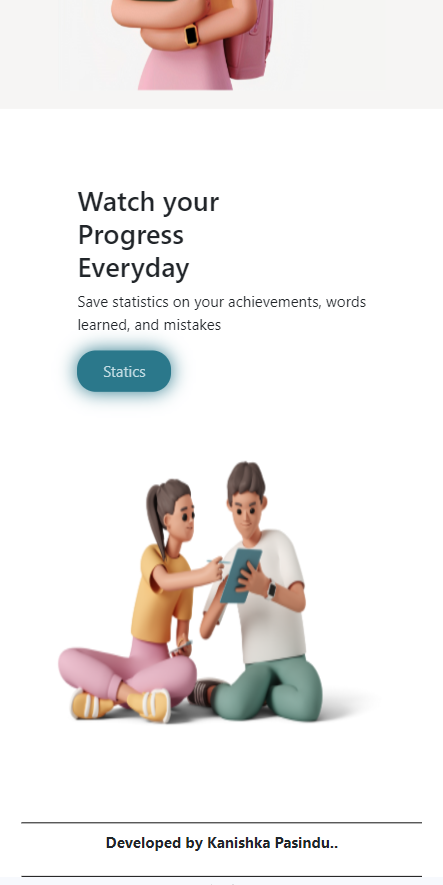 Watch your
Progress
Everyday
Save statistics on your achievements, words
learned, and mistakes
Statics
Developed by Kanishka Pasindu..